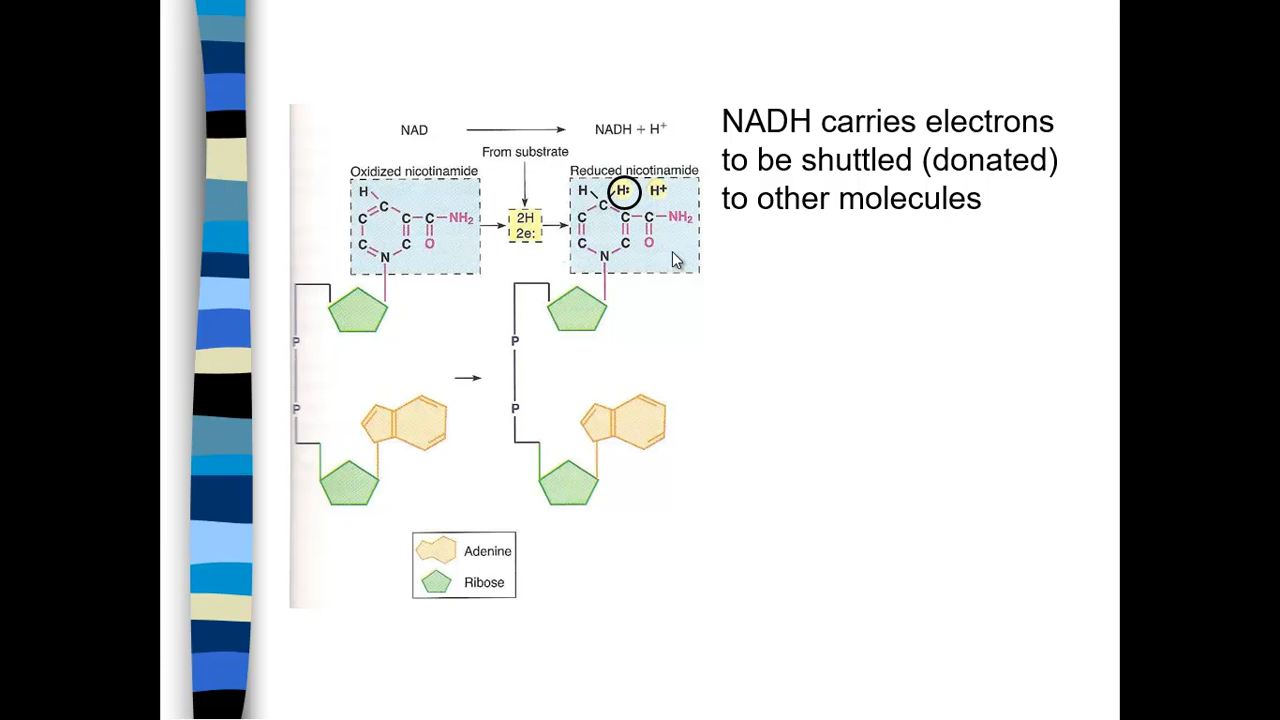 NAD NADH + H⁺
From substrate
Oxidized nicotinamide Reduced nicotinamide
H H H: H⁺
C C
C C C NH₂ 2H C C C NH₂
C C O 2e: C C O
N N
P P
P P
Adenine
Ribose
NADH carries electrons
to be shuttled (donated)
to other molecules